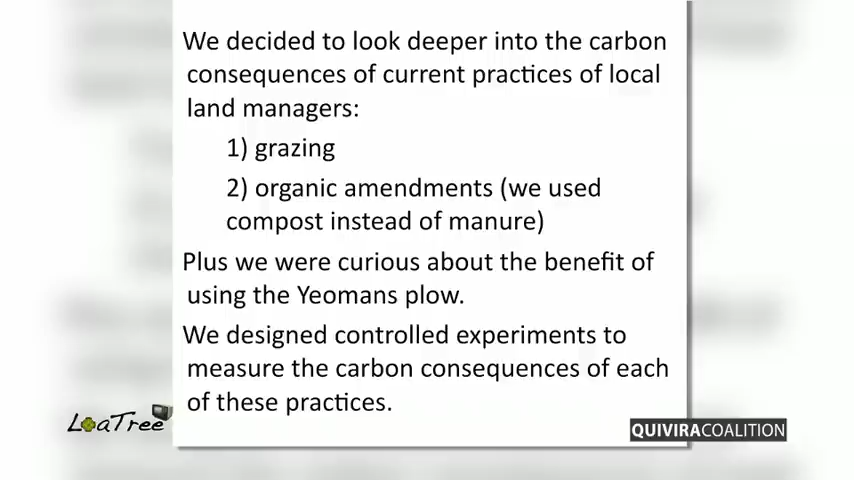 We decided to look deeper into the carbon
consequences of current practices of local
land managers:
1) grazing
2) organic amendments (we used
compost instead of manure)
Plus we were curious about the benefit of
using the Yeomans plow.
We designed controlled experiments to
measure the carbon consequences of each
of these practices.
LoaTree
QUIVIRACOALITION